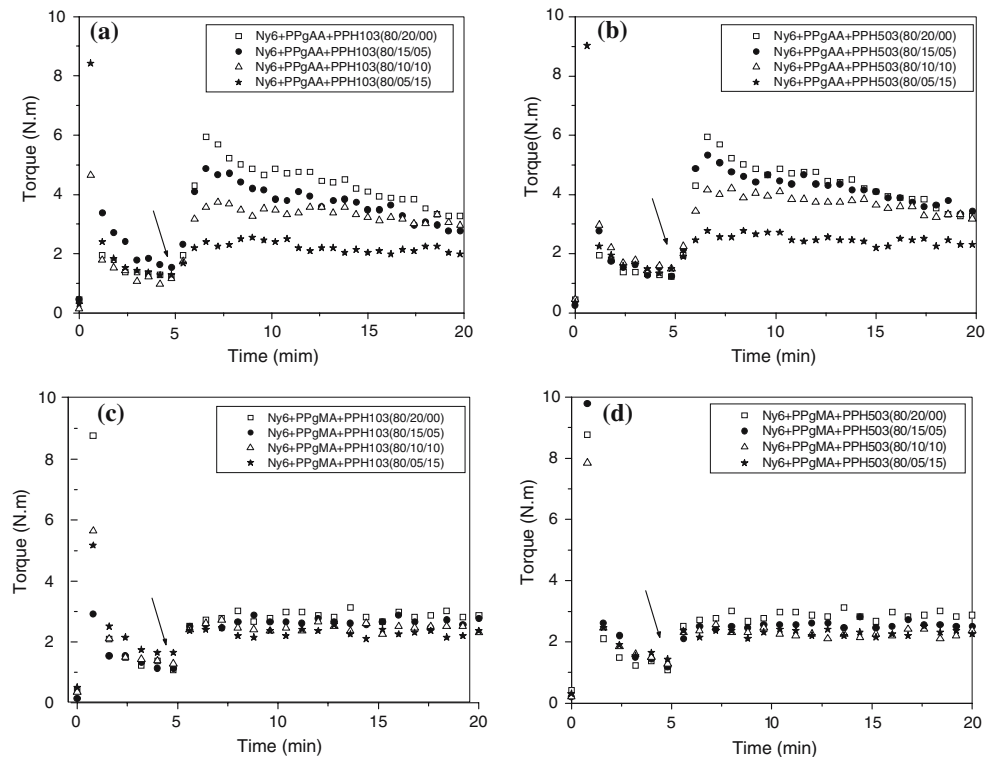 (a)
Ny6+PPgAA+PPH103(80/20/00)
Ny6+PPgAA+PPH103(80/15/05)
Ny6+PPgAA+PPH103(80/10/10)
Ny6+PPgAA+PPH103(80/05/15)
Torque (N.m)
10
8
6
4
2
0
0 5 10 15 20
Time (mim)
(b)
Ny6+PPgAA+PPH503(80/20/00)
Ny6+PPgAA+PPH503(80/15/05)
Ny6+PPgAA+PPH503(80/10/10)
Ny6+PPgAA+PPH503(80/05/15)
Torque(N.m)
10
8
6
4
2
0
0 5 10 15 20
Time (min)
(c)
Ny6+PPgMA+PPH103(80/20/00)
Ny6+PPgMA+PPH103(80/15/05)
Ny6+PPgMA+PPH103(80/10/10)
Ny6+PPgMA+PPH103(80/05/15)
Torque (N.m)
10
8
6
4
2
0
0 5 10 15 20
Time (min)
(d)
Ny6+PPgMA+PPH503(80/20/00)
Ny6+PPgMA+PPH503(80/15/05)
Ny6+PPgMA+PPH503(80/10/10)
Ny6+PPgMA+PPH503(80/05/15)
Torque (N.m)
10
8
6
4
2
0
0 5 10 15 20
Time (min)